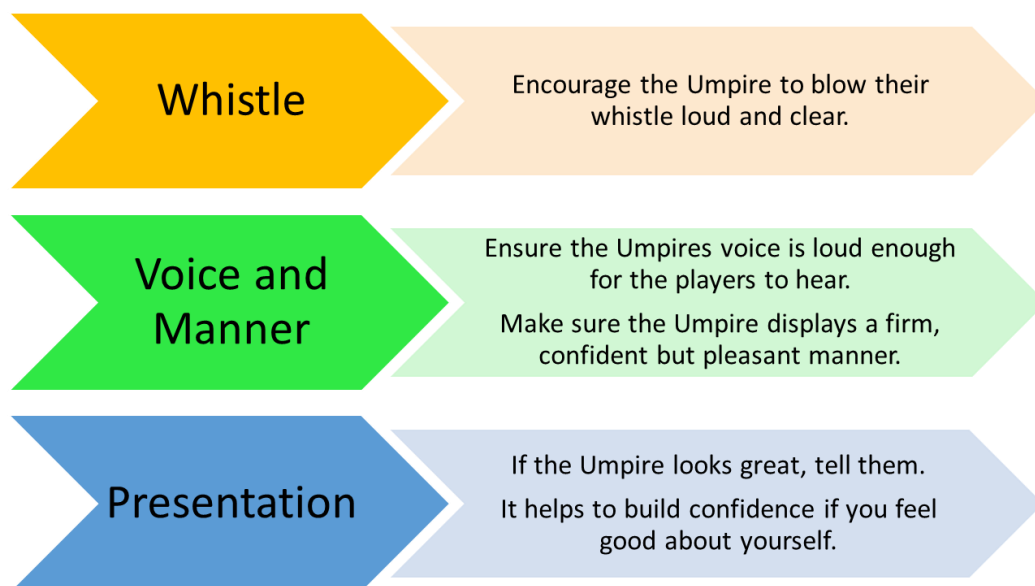 Whistle
Encourage the Umpire to blow their
whistle loud and clear.
Voice and
Manner
Ensure the Umpires voice is loud enough
for the players to hear.
Make sure the Umpire displays a firm,
confident but pleasant manner.
Presentation
If the Umpire looks great, tell them.
It helps to build confidence if you feel
good about yourself.